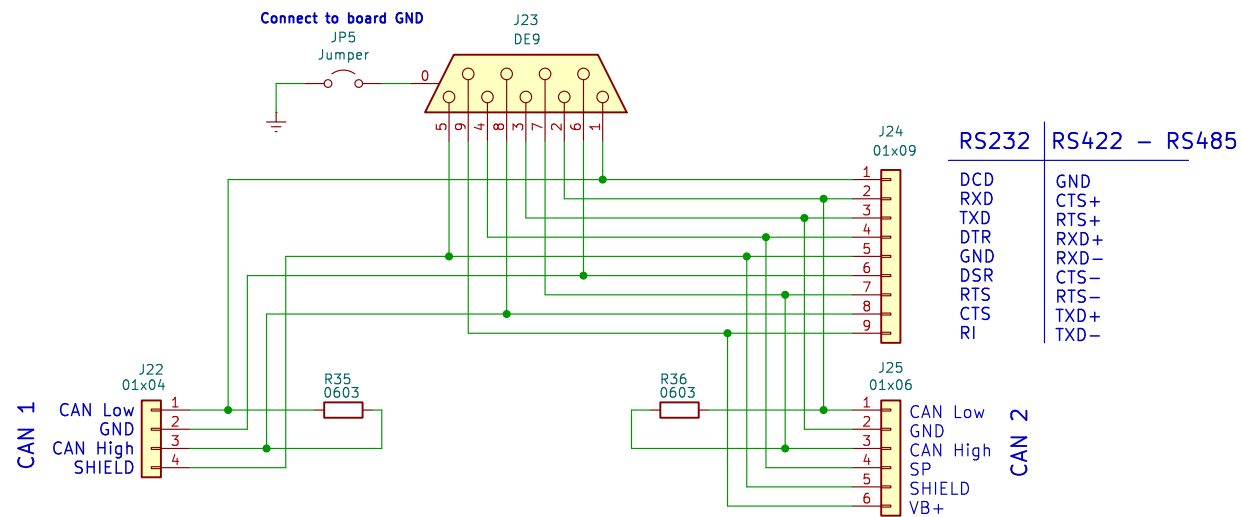 Connect to board GND
JP5
Jumper
J23
DE9
0
5 9 4 8 3 7 2 6 1
J24
01x09
1
2
3
4
5
6
7
8
9
RS232 RS422 - RS485
DCD GND
RXD CTS+
TXD RTS+
DTR RXD+
GND RXD-
DSR CTS-
RTS RTS-
CTS TXD+
RI TXD-
J22
01x04
CAN 1
CAN Low 1
GND 2
CAN High 3
SHIELD 4
R35
0603
R36
0603
J25
01x06
1 CAN Low
2 GND
3 CAN High
4 SP
5 SHIELD
6 VB+
CAN 2